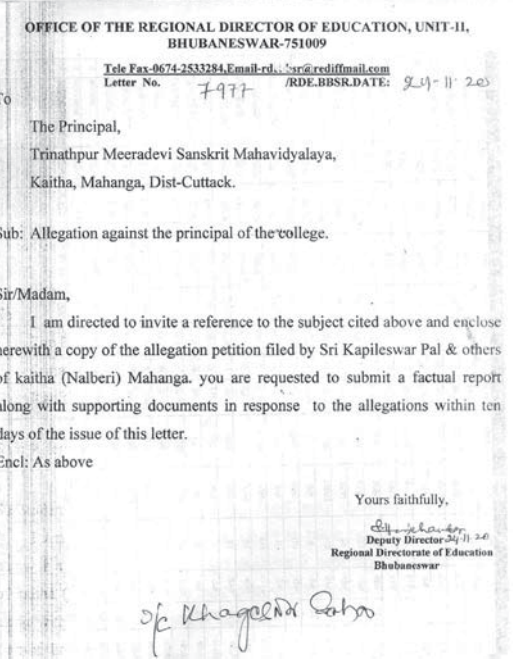 OFFICE OF THE REGIONAL DIRECTOR OF EDUCATION, UNIT-II,
BHUBANESWAR-751009
Tele Fax-0674-2533284,Email-rd...bsr@rediffmail.com
Letter No. 7977 /RDE.BBSR.DATE: 24-11-20
To
The Principal,
Trinathpur Meeradevi Sanskrit Mahavidyalaya,
Kaitha, Mahanga, Dist-Cuttack.
Sub: Allegation against the principal of the college.
Sir/Madam,
I am directed to invite a reference to the subject cited above and enclose
herewith a copy of the allegation petition filed by Sri Kapileswar Pal & others
of kaitha (Nalberi) Mahanga. you are requested to submit a factual report
along with supporting documents in response to the allegations within ten
days of the issue of this letter.
Encl: As above
Yours faithfully,
Deputy Director 24.11.20
Regional Directorate of Education
Bhubaneswar
o/c